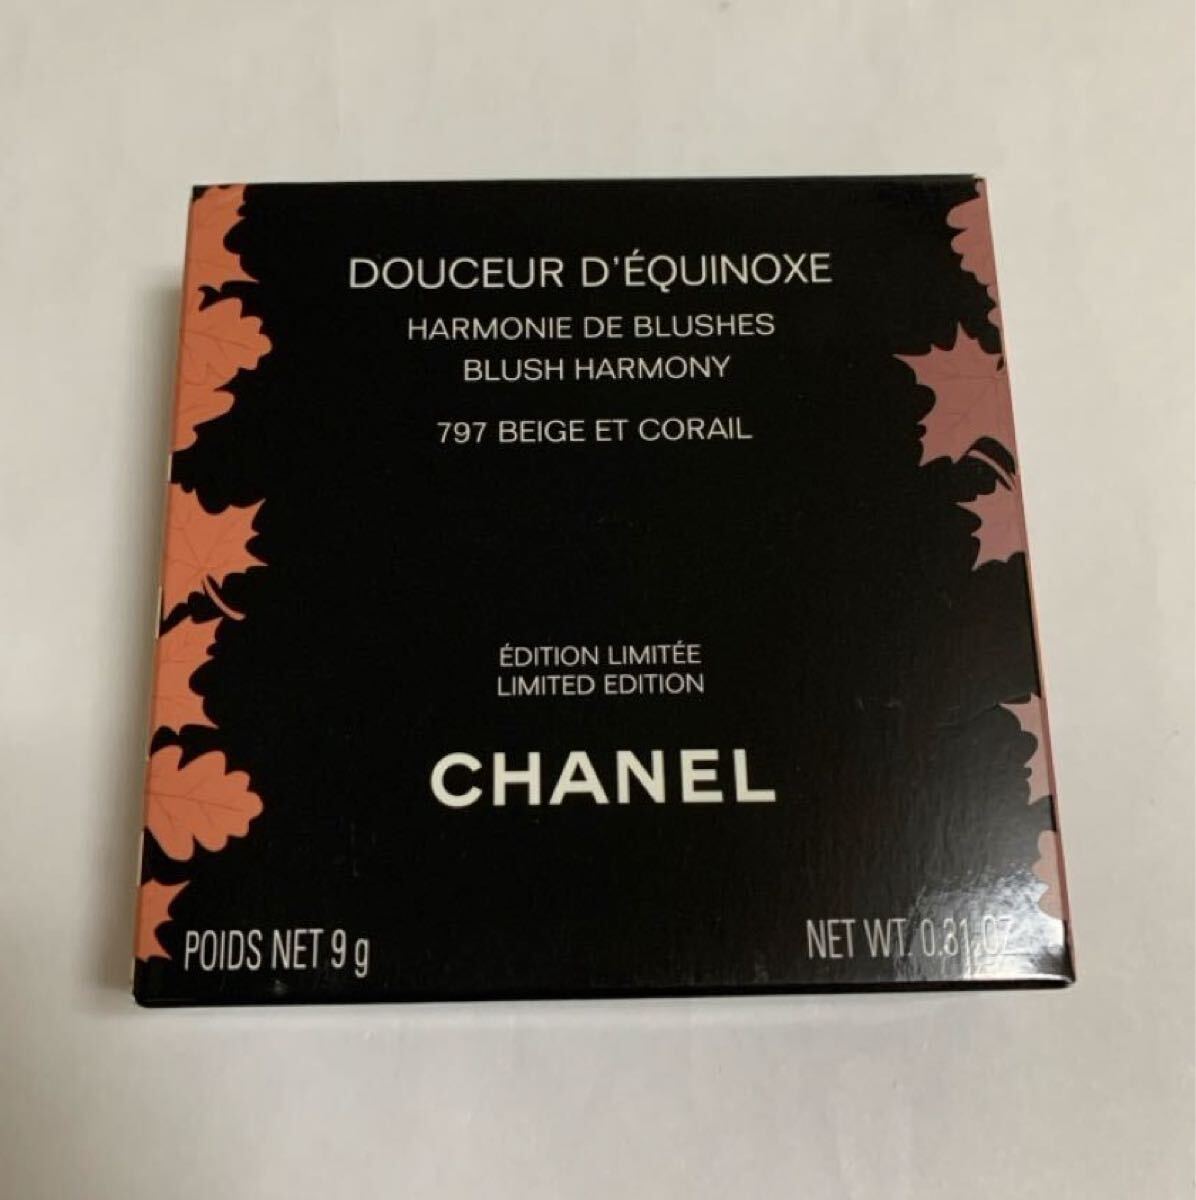 DOUCEUR D'ÉQUINOXE
HARMONIE DE BLUSHES
BLUSH HARMONY
797 BEIGE ET CORAIL
ÉDITION LIMITÉE
LIMITED EDITION
CHANEL
POIDS NET 9 g
NET WT. 0.31 OZ.